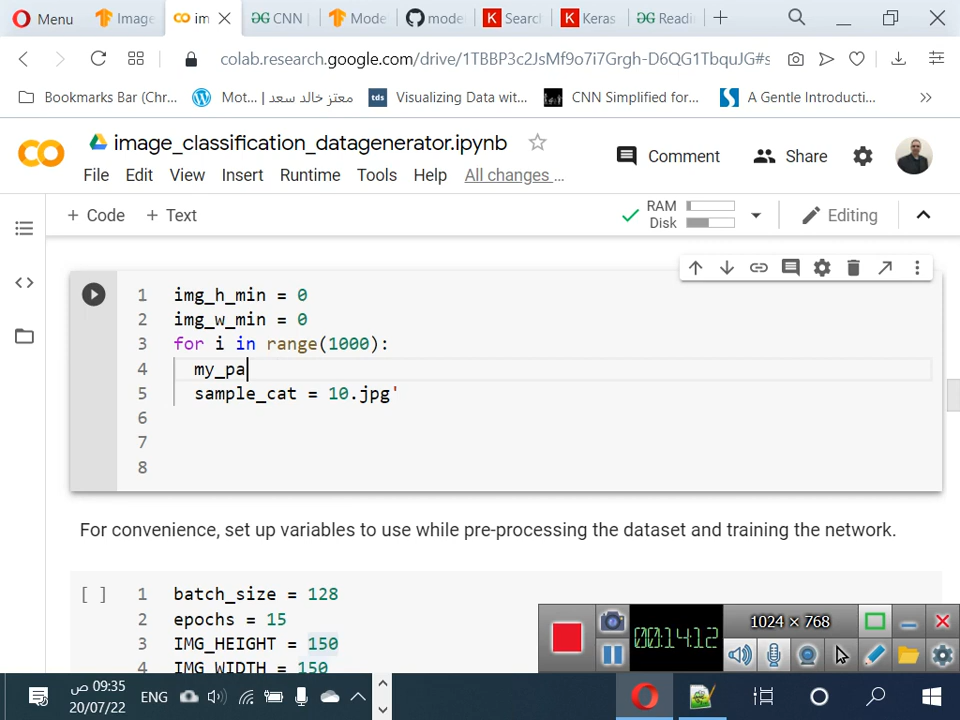 Menu
Image
im
CNN
Mode
mode
Searc
Keras
Readi
colab.research.google.com/drive/1TBBP3c2JsMf9o7i7Grgh-D6QG1TbquJG#s
Bookmarks Bar (Chr...
Mot... | معتز خالد سعد
Visualizing Data wit...
CNN Simplified for...
A Gentle Introducti...
image_classification_datagenerator.ipynb
Comment
Share
File Edit View Insert Runtime Tools Help All changes ...
+ Code + Text
RAM
Disk
Editing
1 img_h_min = 0
2 img_w_min = 0
3 for i in range(1000):
4 my_pa
5 sample_cat = 10.jpg'
6
7
8
For convenience, set up variables to use while pre-processing the dataset and training the network.
[ ] 1 batch_size = 128
2 epochs = 15
3 IMG_HEIGHT = 150
4 IMG_WIDTH = 150
00:14:12
1024 × 768
09:35 ص
20/07/22
ENG